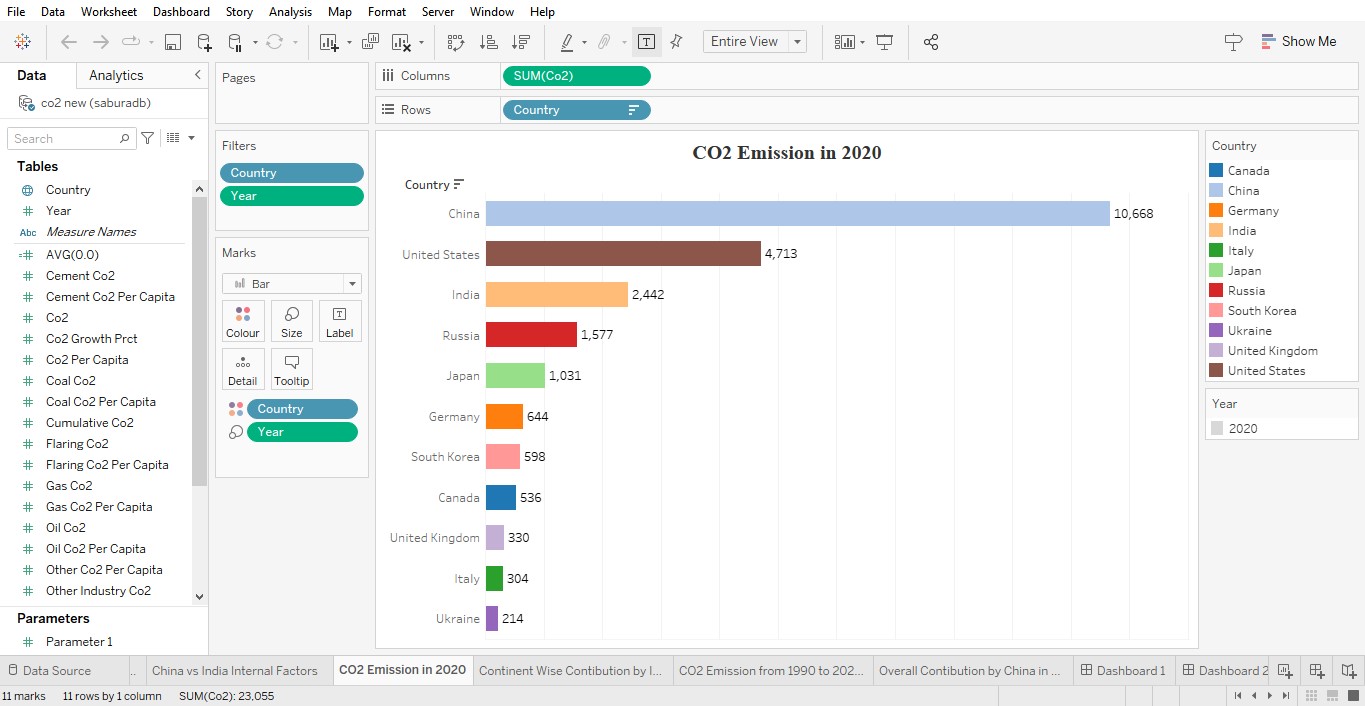 File Data Worksheet Dashboard Story Analysis Map Format Server Window Help
Entire View
Show Me
Data Analytics
co2 new (saburadb)
Search
Tables
Country
Year
Abc Measure Names
AVG(0.0)
Cement Co2
Cement Co2 Per Capita
Co2
Co2 Growth Prct
Co2 Per Capita
Coal Co2
Coal Co2 Per Capita
Cumulative Co2
Flaring Co2
Flaring Co2 Per Capita
Gas Co2
Gas Co2 Per Capita
Oil Co2
Oil Co2 Per Capita
Other Co2 Per Capita
Other Industry Co2
Parameters
Parameter 1
Pages
Filters
Country
Year
Marks
Bar
Colour Size Label
Detail Tooltip
Country
Year
Columns SUM(Co2)
Rows Country
CO2 Emission in 2020
Country
China 10,668
United States 4,713
India 2,442
Russia 1,577
Japan 1,031
Germany 644
South Korea 598
Canada 536
United Kingdom 330
Italy 304
Ukraine 214
Country
Canada
China
Germany
India
Italy
Japan
Russia
South Korea
Ukraine
United Kingdom
United States
Year
2020
Data Source .. China vs India Internal Factors CO2 Emission in 2020 Continent Wise Contibution by I... CO2 Emission from 1990 to 202... Overall Contibution by China in ... Dashboard 1 Dashboard 2
11 marks 11 rows by 1 column SUM(Co2): 23,055